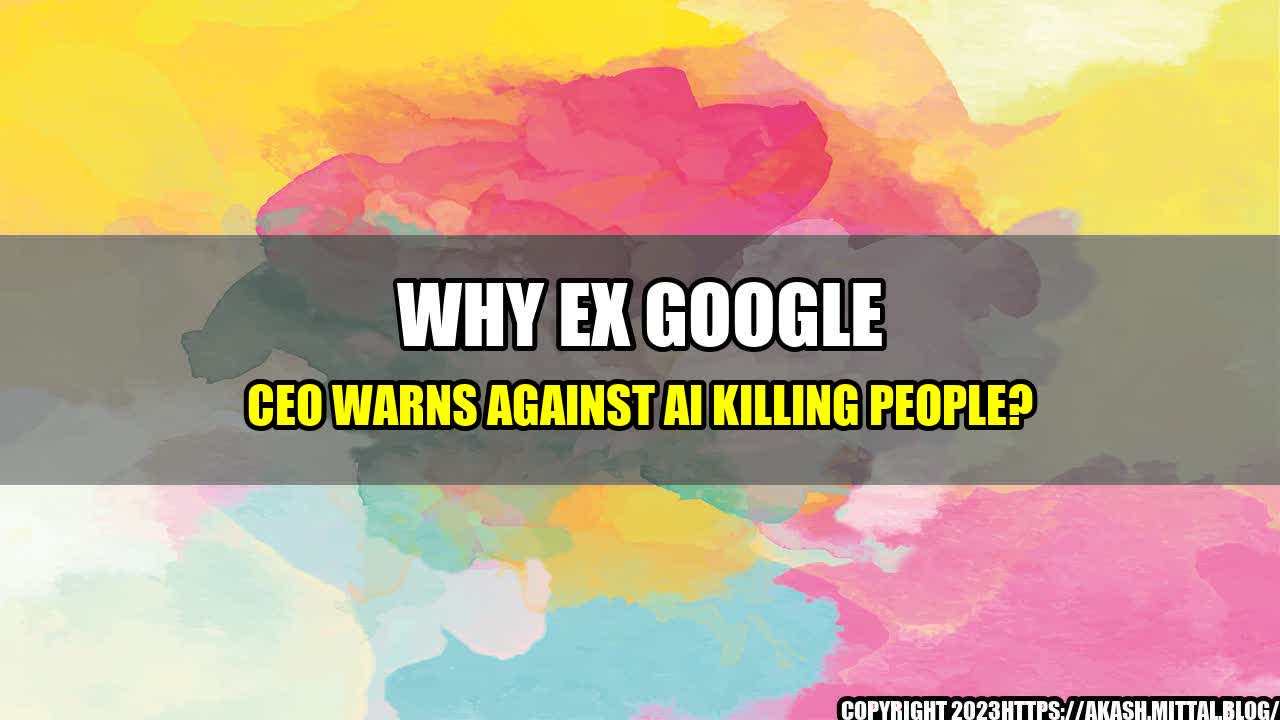 WHY EX GOOGLE
CEO WARNS AGAINST AI KILLING PEOPLE?
COPYRIGHT 2023HTTPS://AKASH.MITTAL.BLOG/